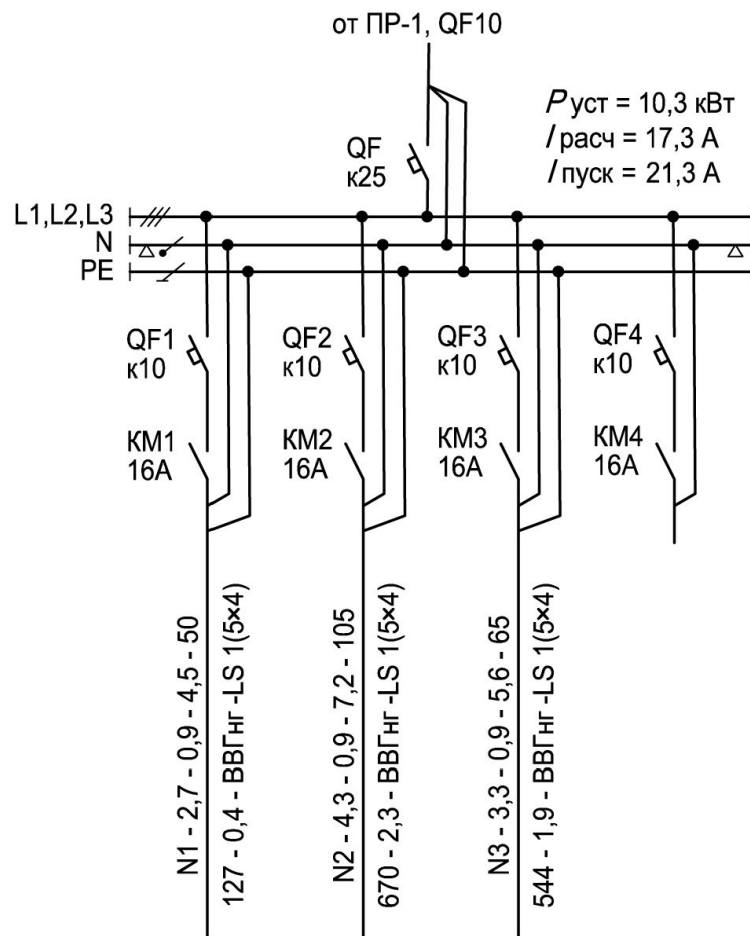 от ПР-1, QF10
Pуст = 10,3 кВт
Iрасч = 17,3 А
Iпуск = 21,3 А
QF
к25
L1,L2,L3
N
PE
QF1
к10
QF2
к10
QF3
к10
QF4
к10
КМ1
16А
КМ2
16А
КМ3
16А
КМ4
16А
N1 - 2,7 - 0,9 - 4,5 - 50
127 - 0,4 - ВВГнг -LS 1(5×4)
N2 - 4,3 - 0,9 - 7,2 - 105
670 - 2,3 - ВВГнг -LS 1(5×4)
N3 - 3,3 - 0,9 - 5,6 - 65
544 - 1,9 - ВВГнг -LS 1(5×4)